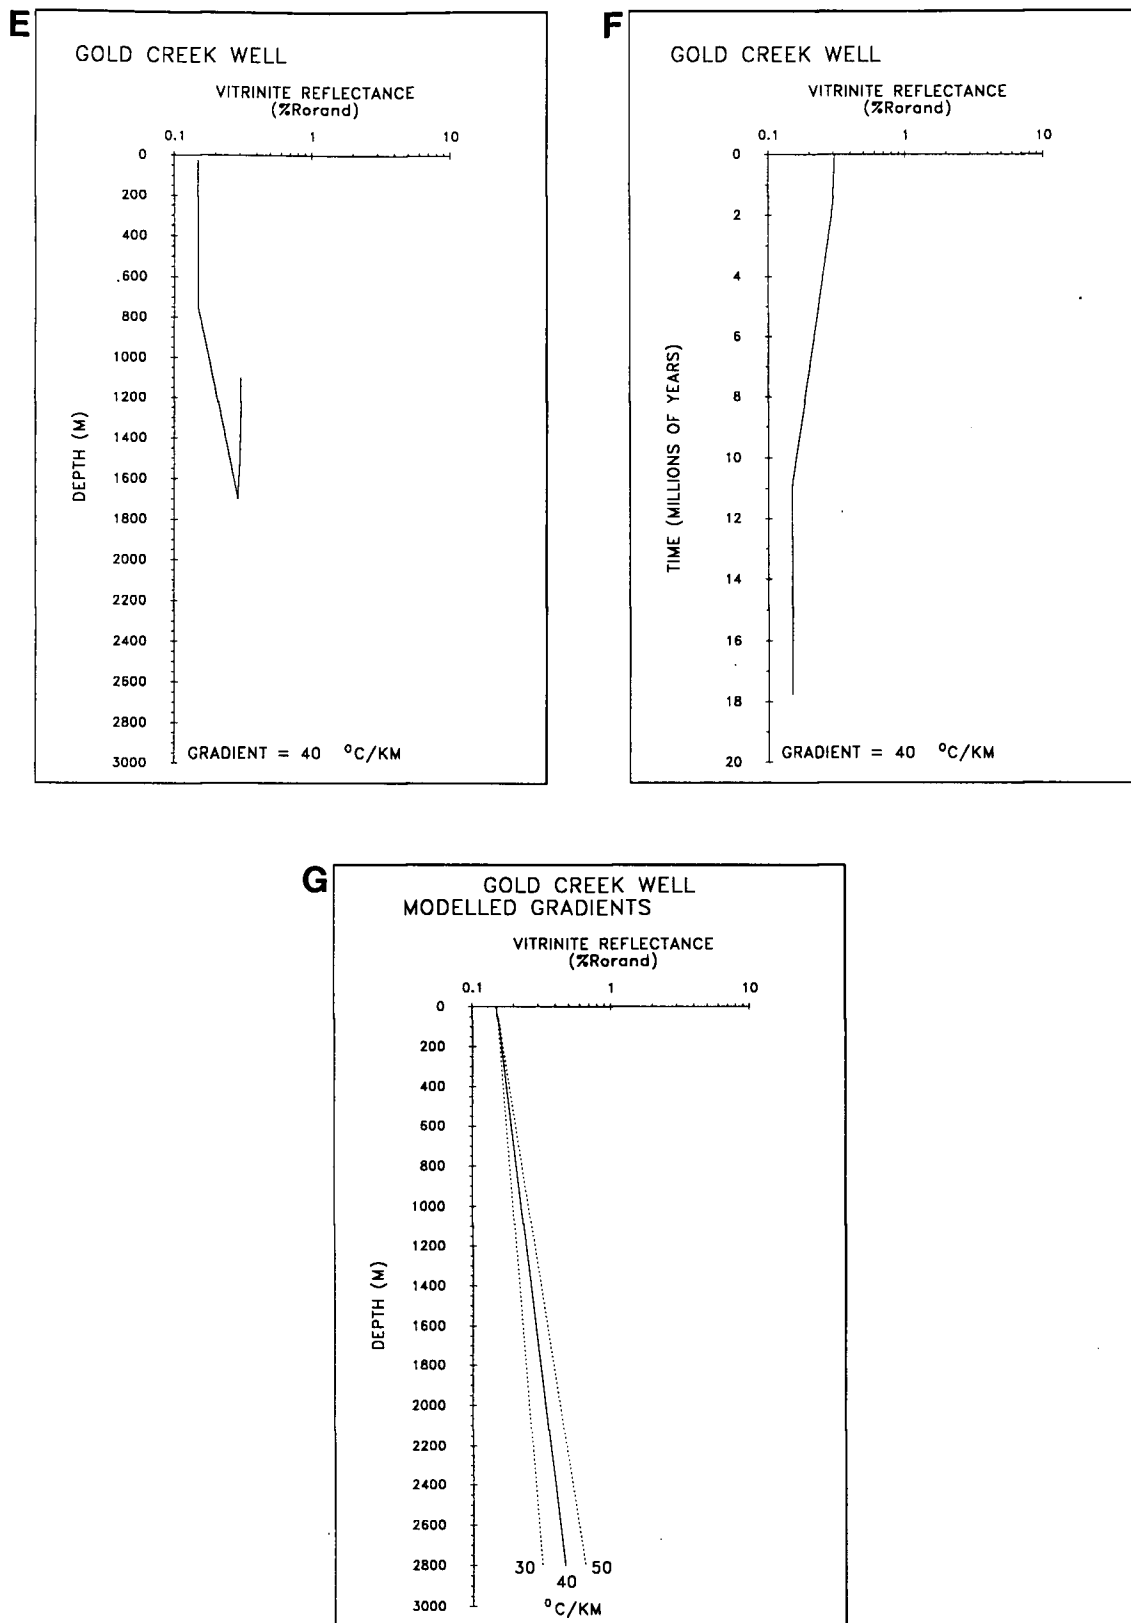 E
GOLD CREEK WELL
VITRINITE REFLECTANCE
(%Rorand)
0.1 1 10
0
200
400
600
800
1000
1200
1400
1600
1800
2000
2200
2400
2600
2800
3000
DEPTH (M)
GRADIENT = 40 °C/KM
F
GOLD CREEK WELL
VITRINITE REFLECTANCE
(%Rorand)
0.1 1 10
0
2
4
6
8
10
12
14
16
18
20
TIME (MILLIONS OF YEARS)
GRADIENT = 40 °C/KM
G
GOLD CREEK WELL
MODELLED GRADIENTS
VITRINITE REFLECTANCE
(%Rorand)
0.1 1 10
0
200
400
600
800
1000
1200
1400
1600
1800
2000
2200
2400
2600
2800
3000
DEPTH (M)
30 50
40
°C/KM